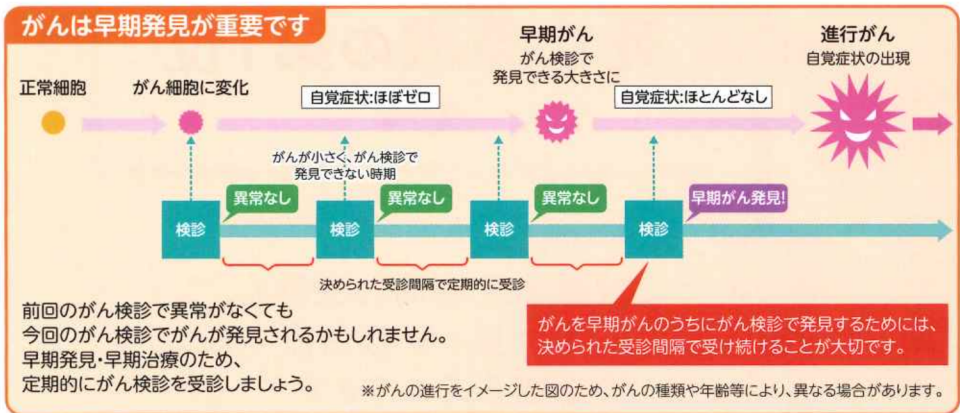 がんは早期発見が重要です
正常細胞
がん細胞に変化
自覚症状:ほぼゼロ
早期がん
がん検診で
発見できる大きさに
自覚症状:ほとんどなし
進行がん
自覚症状の出現
がんが小さく、がん検診で
発見できない時期
検診
異常なし
検診
異常なし
検診
異常なし
検診
早期がん発見!
決められた受診間隔で定期的に受診
前回のがん検診で異常がなくても
今回のがん検診でがんが発見されるかもしれません。
早期発見・早期治療のため、
定期的にがん検診を受診しましょう。
がんを早期がんのうちにがん検診で発見するためには、
決められた受診間隔で受け続けることが大切です。
※がんの進行をイメージした図のため、がんの種類や年齢等により、異なる場合があります。